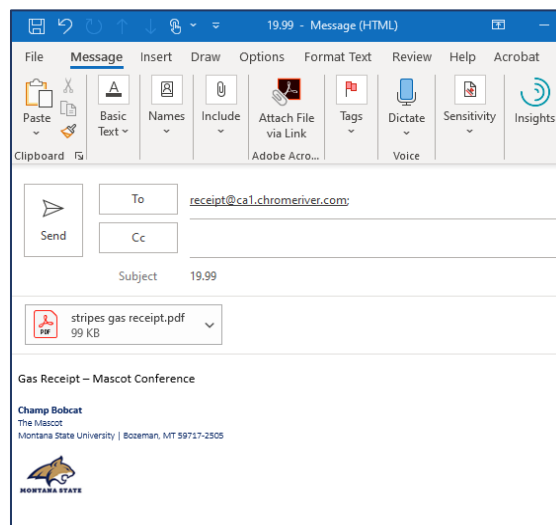 19.99 - Message (HTML)
File Message Insert Draw Options Format Text Review Help Acrobat
Paste
Basic Text
Names
Include
Attach File via Link
Tags
Dictate
Sensitivity
Insights
Clipboard
Adobe Acro...
Voice
Send
To receipt@ca1.chromeriver.com;
Cc
Subject 19.99
PDF
stripes gas receipt.pdf
99 KB
Gas Receipt – Mascot Conference
Champ Bobcat
The Mascot
Montana State University | Bozeman, MT 59717-2505
MONTANA STATE